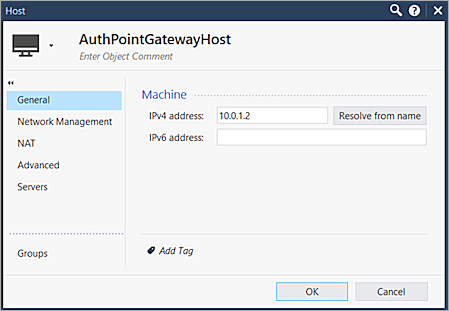 Host
AuthPointGatewayHost
Enter Object Comment
General
Network Management
NAT
Advanced
Servers
Groups
Machine
IPv4 address: 10.0.1.2 Resolve from name
IPv6 address:
Add Tag
OK Cancel